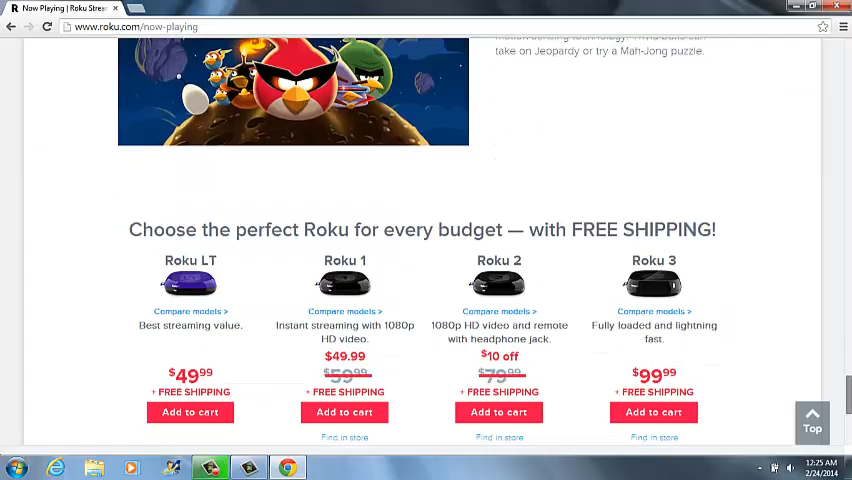 Now Playing | Roku Strear
www.roku.com/now-playing
take on Jeopardy or try a Mah-Jong puzzle.
Choose the perfect Roku for every budget — with FREE SHIPPING!
Roku LT
Roku 1
Roku 2
Roku 3
Compare models >
Compare models >
Compare models >
Compare models >
Best streaming value.
Instant streaming with 1080p
HD video.
1080p HD video and remote
with headphone jack.
Fully loaded and lightning
fast.
$49.99
$10 off
$49.99
$59.99
$79.99
$99.99
+ FREE SHIPPING
+ FREE SHIPPING
+ FREE SHIPPING
+ FREE SHIPPING
Add to cart
Add to cart
Add to cart
Add to cart
Find in store
Find in store
Find in store
Top
12:25 AM
2/24/2014